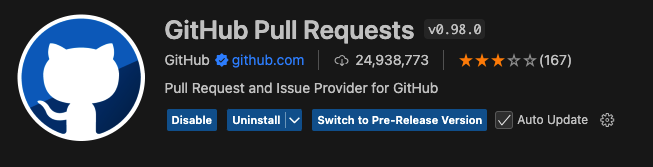 GitHub Pull Requests v0.98.0
GitHub github.com 24,938,773 (167)
Pull Request and Issue Provider for GitHub
Disable Uninstall Switch to Pre-Release Version Auto Update